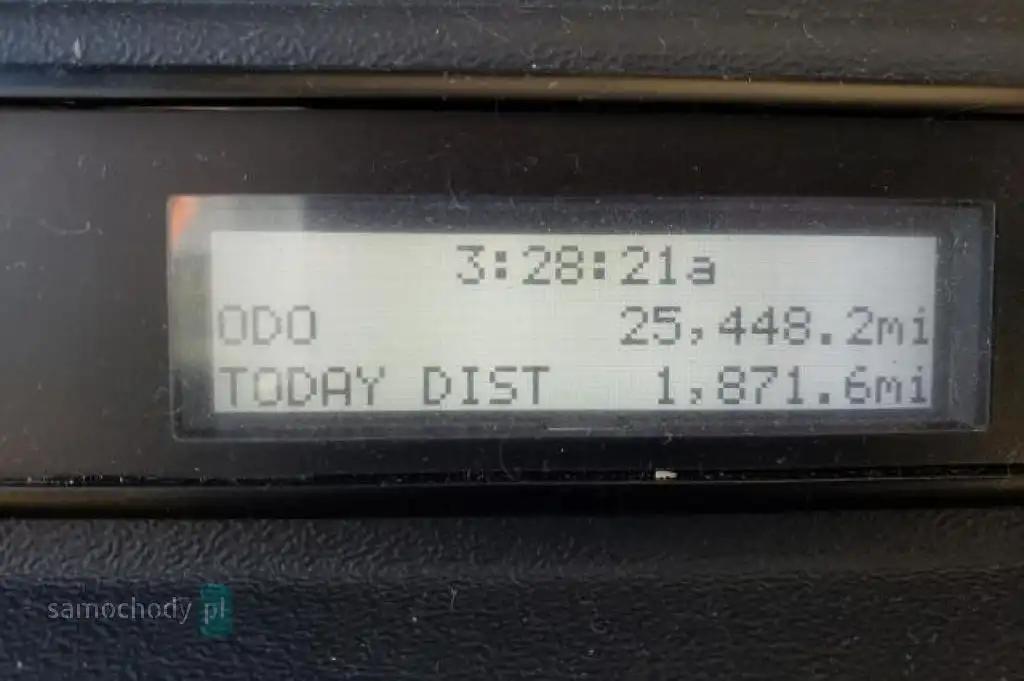 3:28:21a
ODO 25,448.2mi
TODAY DIST 1,871.6mi
samochody pl